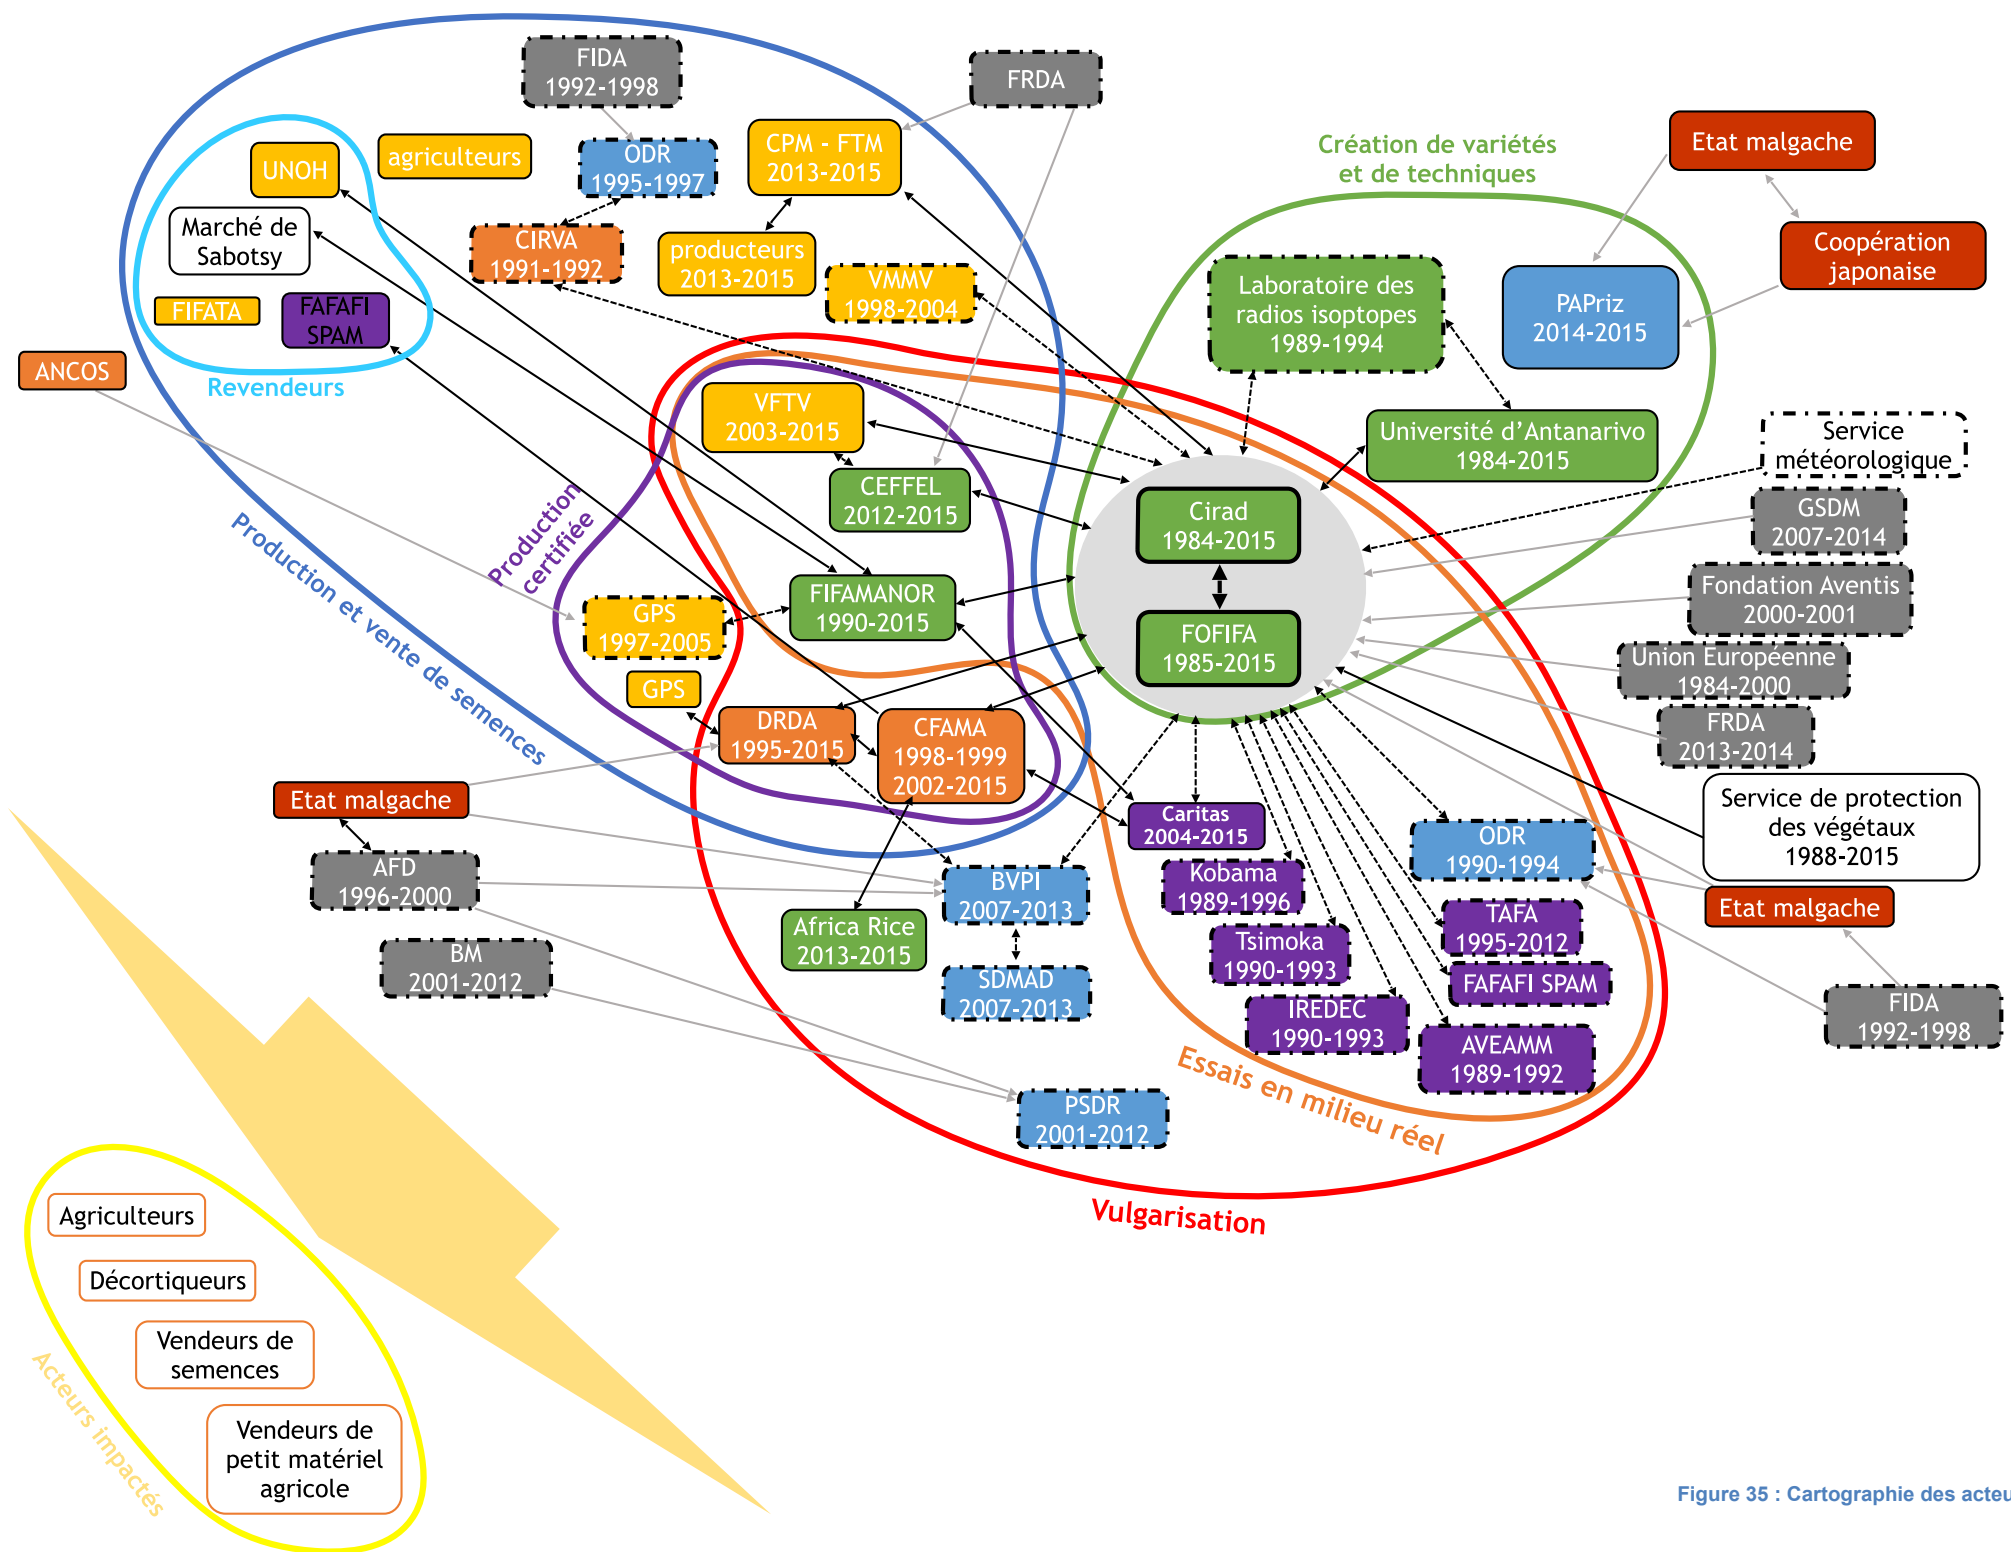 FIDA
1992-1998
FRDA
UNOH
agriculteurs
ODR
1995-1997
CPM - FTM
2013-2015
Création de variétés
et de techniques
Etat malgache
Marché de
Sabotsy
CIRVA
1991-1992
producteurs
2013-2015
VMMV
1998-2004
Laboratoire des
radios isoptopes
1989-1994
Coopération
japonaise
PAPriz
2014-2015
FIFATA
FAFAFI
SPAM
ANCOS
Revendeurs
VFTV
2003-2015
Université d'Antanarivo
1984-2015
Service
météorologique
CEFFEL
2012-2015
Cirad
1984-2015
GSDM
2007-2014
Production et vente de semences
Production
certifiée
FIFAMANOR
1990-2015
GPS
1997-2005
FOFIFA
1985-2015
Fondation Aventis
2000-2001
Union Européenne
1984-2000
GPS
DRDA
1995-2015
CFAMA
1998-1999
2002-2015
FRDA
2013-2014
Etat malgache
Caritas
2004-2015
Service de protection
des végétaux
1988-2015
AFD
1996-2000
BVPI
2007-2013
Kobama
1989-1996
ODR
1990-1994
Etat malgache
Africa Rice
2013-2015
Tsimoka
1990-1993
TAFA
1995-2012
BM
2001-2012
SDMAD
2007-2013
IREDEC
1990-1993
FAFAFI SPAM
FIDA
1992-1998
AVEAMM
1989-1992
Essais en milieu réel
PSDR
2001-2012
Vulgarisation
Agriculteurs
Décortiqueurs
Vendeurs de
semences
Vendeurs de
petit matériel
agricole
Acteurs impactés
Figure 35 : Cartographie des acteu